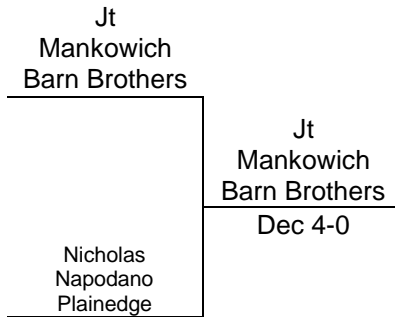 Jt
Mankowich
Barn Brothers
Jt
Mankowich
Barn Brothers
Dec 4-0
Nicholas
Napodano
Plainedge